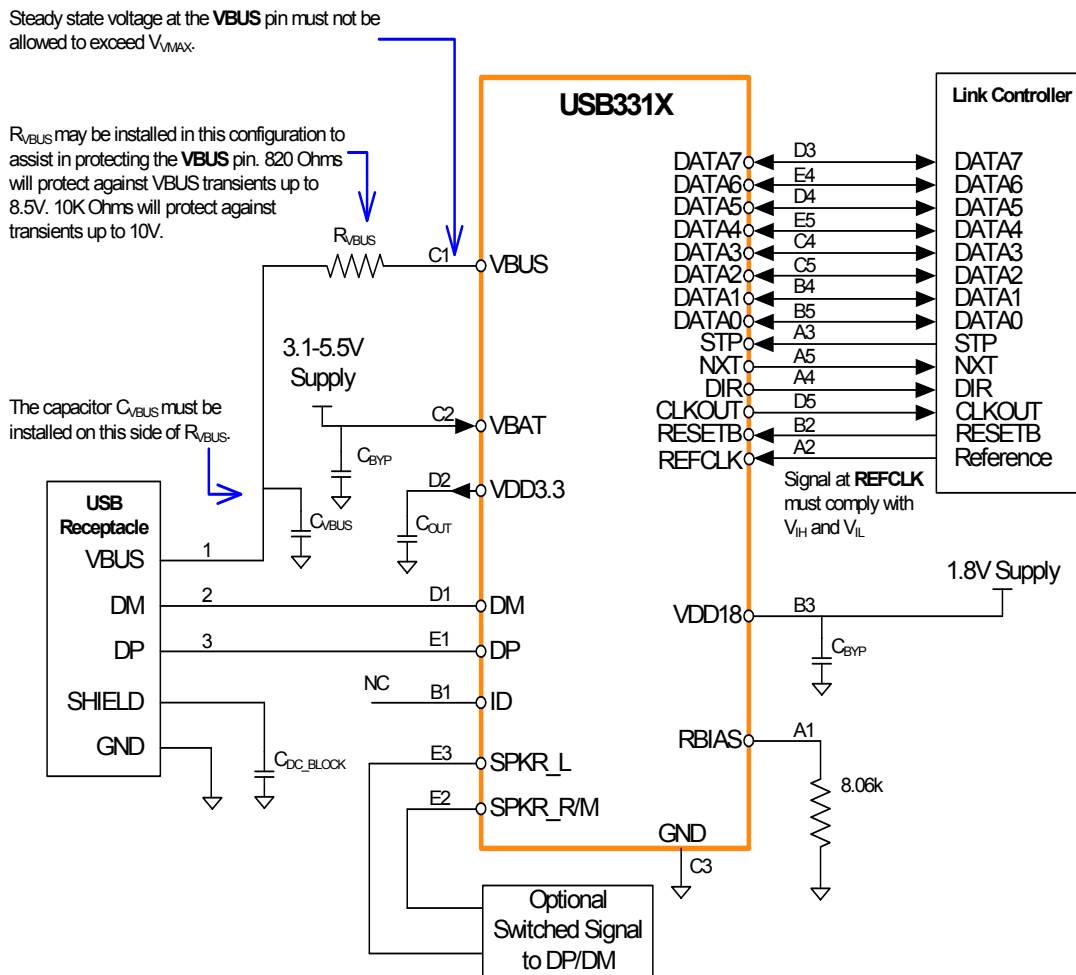 Steady state voltage at the VBUS pin must not be
allowed to exceed VVMAX.
RVBUS may be installed in this configuration to
assist in protecting the VBUS pin. 820 Ohms
will protect against VBUS transients up to
8.5V. 10K Ohms will protect against
transients up to 10V.
RVBUS
C1
VBUS
3.1-5.5V
Supply
The capacitor CVBUS must be
installed on this side of RVBUS.
C2
VBAT
CBYP
D2
VDD3.3
COUT
CVBUS
USB
Receptacle
VBUS
1
DM
2
D1
DM
DP
3
E1
DP
SHIELD
NC
B1
ID
GND
CDC_BLOCK
E3
SPKR_L
E2
SPKR_R/M
USB331X
Link Controller
DATA7
D3
DATA7
DATA6
E4
DATA6
DATA5
D4
DATA5
DATA4
E5
DATA4
DATA3
C4
DATA3
DATA2
C5
DATA2
DATA1
B4
DATA1
DATA0
B5
DATA0
STP
A3
STP
NXT
A5
NXT
DIR
A4
DIR
CLKOUT
D5
CLKOUT
RESETB
B2
RESETB
REFCLK
A2
Reference
Signal at REFCLK
must comply with
VIH and VIL
1.8V Supply
VDD18
B3
CBYP
RBIAS
A1
8.06k
GND
C3
Optional
Switched Signal
to DP/DM